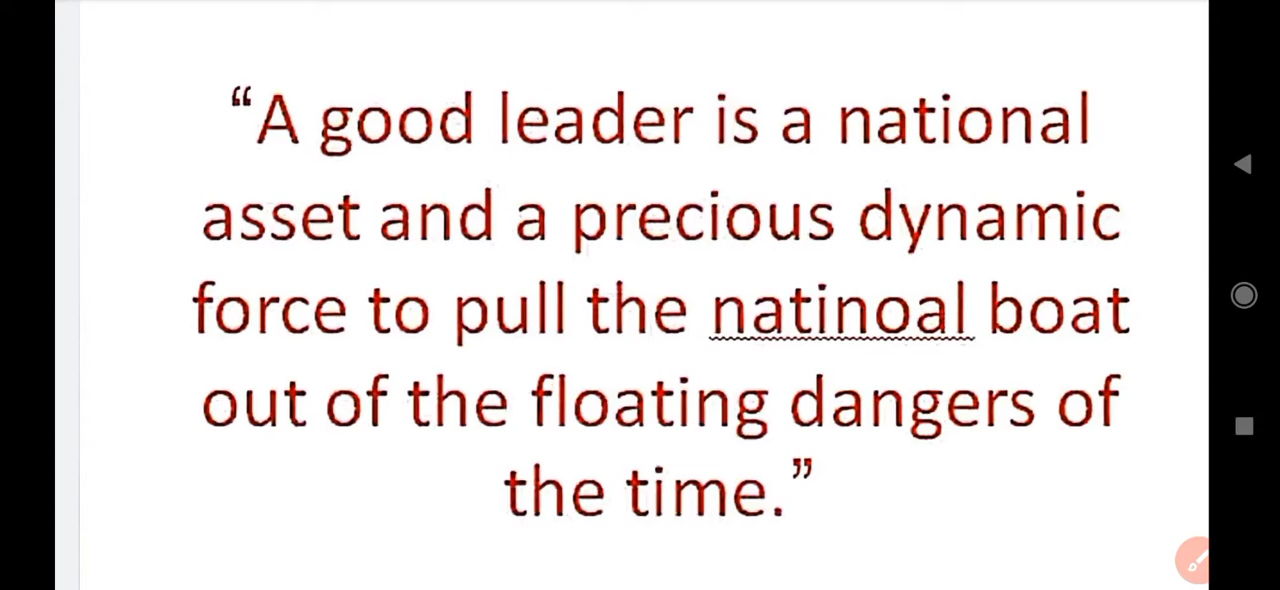 “A good leader is a national
asset and a precious dynamic
force to pull the natinoal boat
out of the floating dangers of
the time.”